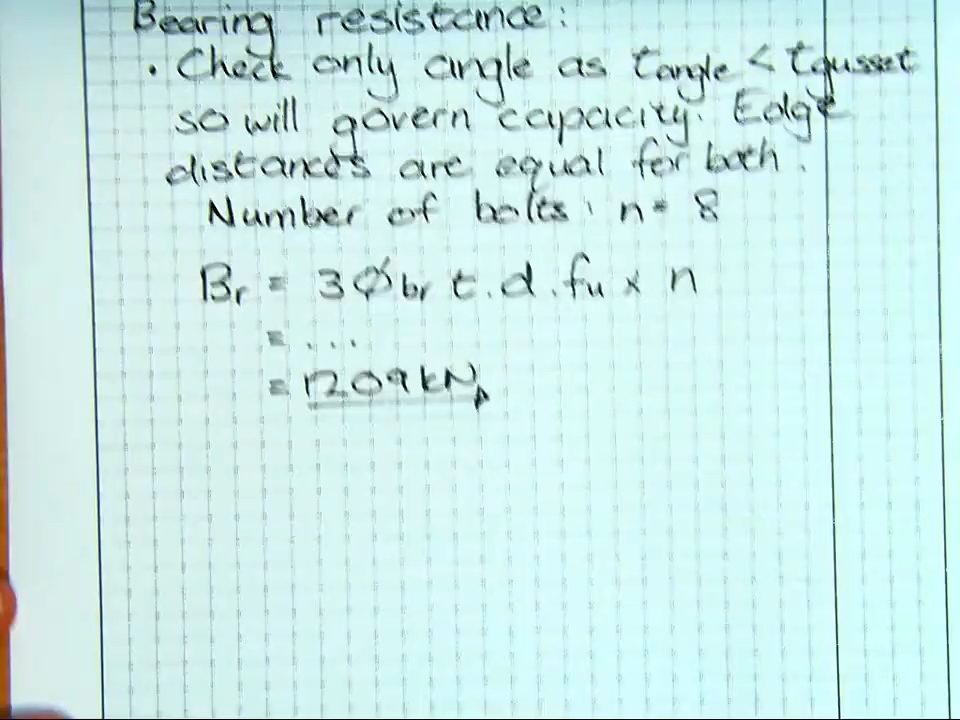 Bearing resistance:
• Check only angle as tangle < tgusset
so will govern capacity. Edge
distances are equal for both.
Number of bolts: n = 8
Br = 3Øbr t.d.fu × n
= ...
= 1209kN